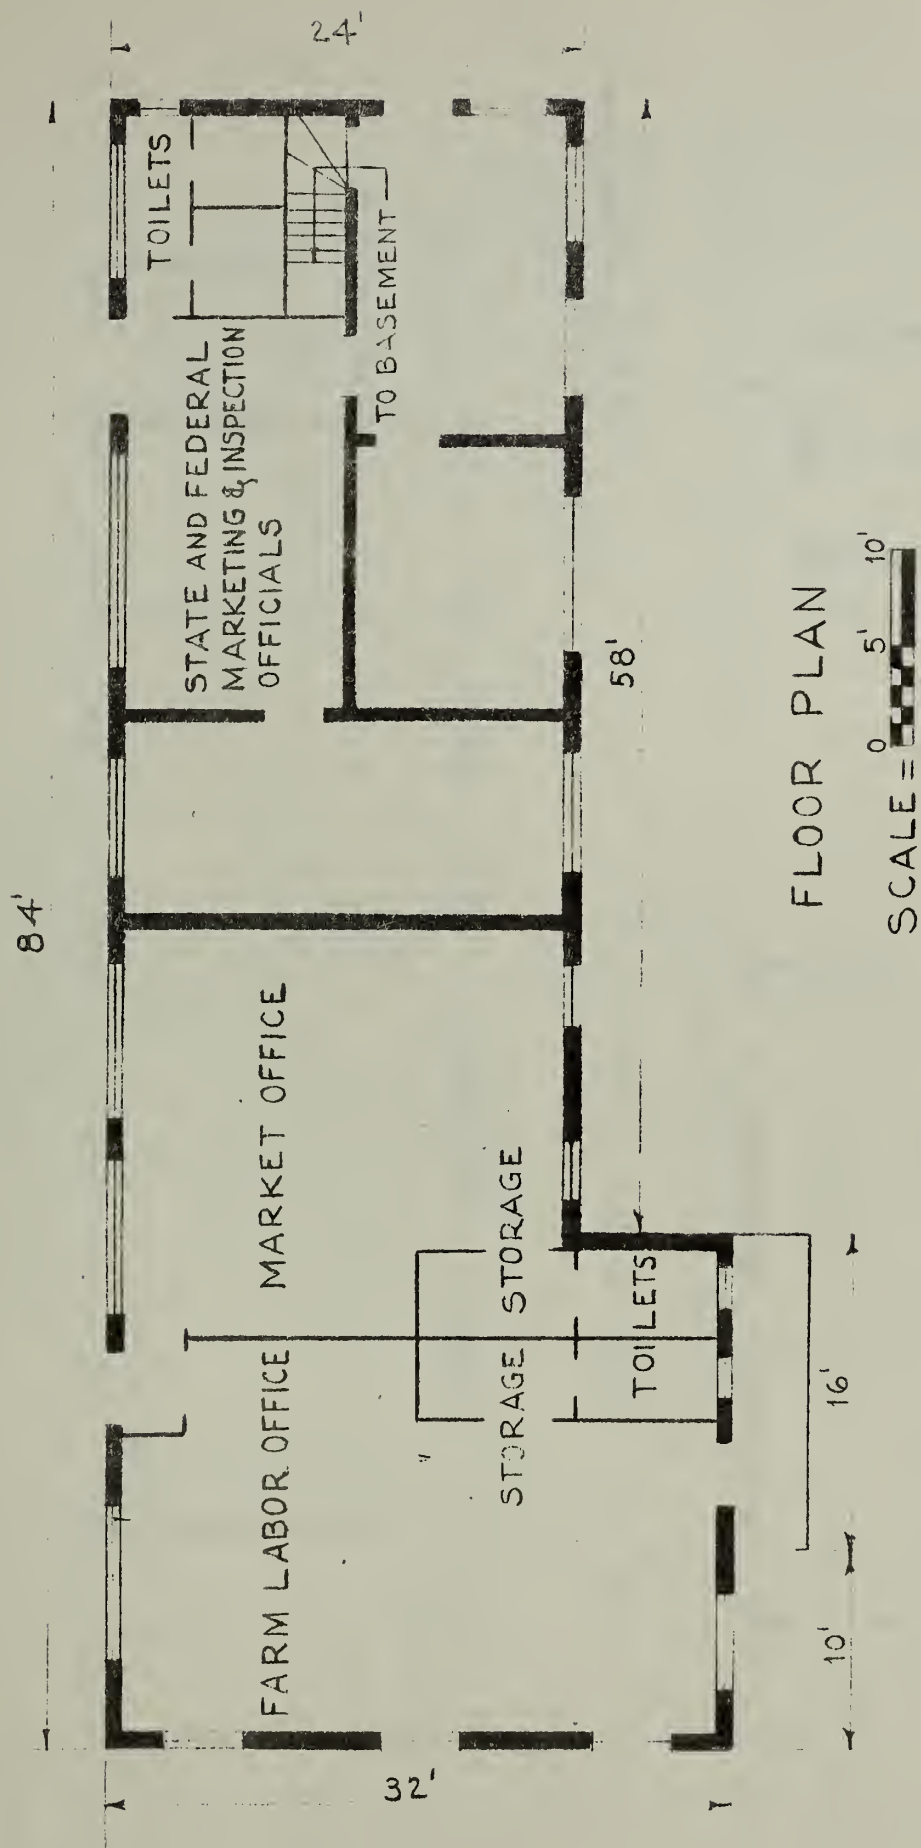 84'
24'
TOILETS
STATE AND FEDERAL
MARKETING & INSPECTION
OFFICIALS
TO BASEMENT
MARKET OFFICE
FARM LABOR OFFICE
STORAGE
STORAGE
TOILETS
32'
58'
16'
10'
FLOOR PLAN
SCALE =
0 5' 10'